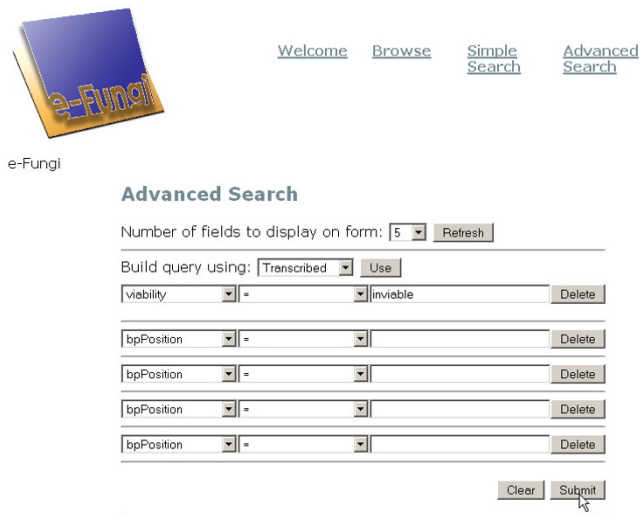 Welcome Browse Simple Search Advanced Search
e-Fungi
e-Fungi
Advanced Search
Number of fields to display on form: 5 Refresh
Build query using: Transcribed Use
viability = inviable Delete
bpPosition = Delete
bpPosition = Delete
bpPosition = Delete
bpPosition = Delete
Clear Submit